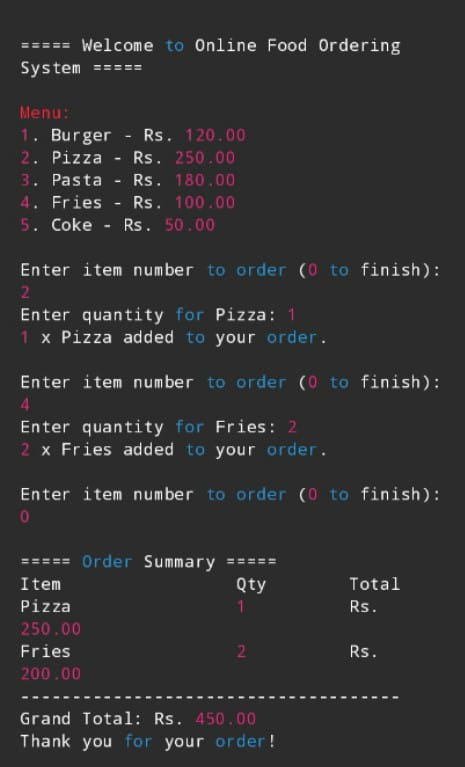 ===== Welcome to Online Food Ordering
System =====
Menu:
1. Burger - Rs. 120.00
2. Pizza - Rs. 250.00
3. Pasta - Rs. 180.00
4. Fries - Rs. 100.00
5. Coke - Rs. 50.00
Enter item number to order (0 to finish):
2
Enter quantity for Pizza: 1
1 x Pizza added to your order.
Enter item number to order (0 to finish):
4
Enter quantity for Fries: 2
2 x Fries added to your order.
Enter item number to order (0 to finish):
0
===== Order Summary =====
Item Qty Total
Pizza 1 Rs.
250.00
Fries 2 Rs.
200.00
-------------------------------------
Grand Total: Rs. 450.00
Thank you for your order!